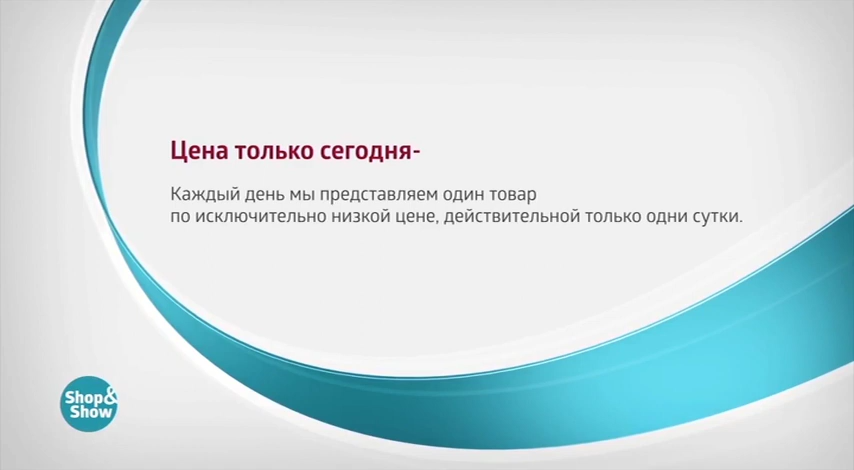 Цена только сегодня-
Каждый день мы представляем один товар
по исключительно низкой цене, действительной только одни сутки.
Shop&
Show